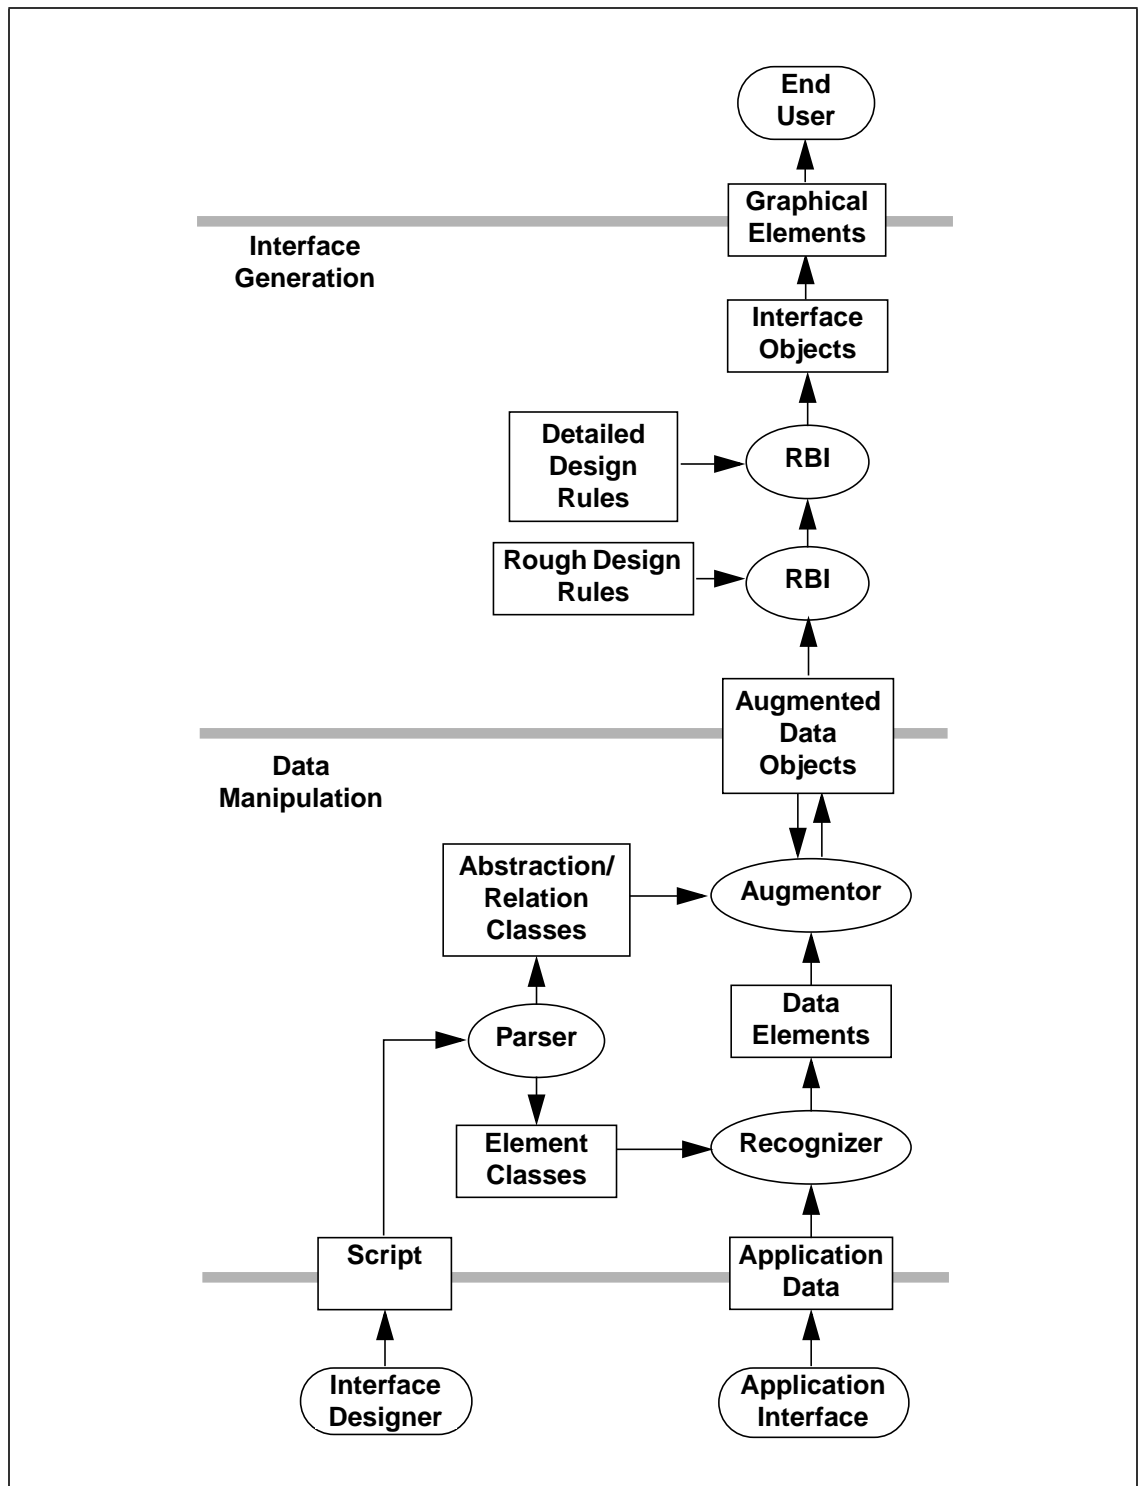 End
User
Graphical
Elements
Interface
Generation
Interface
Objects
Detailed
Design
Rules
RBI
Rough Design
Rules
RBI
Augmented
Data
Objects
Data
Manipulation
Abstraction/
Relation
Classes
Augmentor
Data
Elements
Parser
Element
Classes
Recognizer
Script
Application
Data
Interface
Designer
Application
Interface